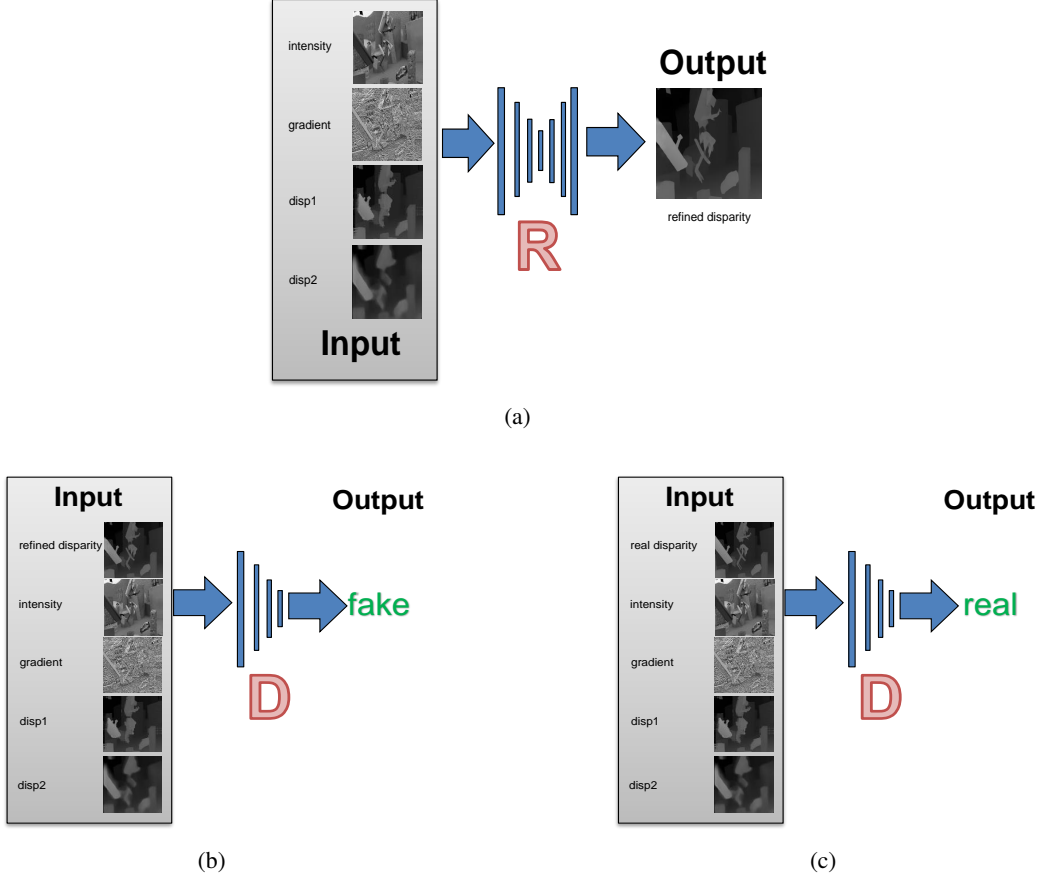 intensity
gradient
disp1
disp2
Input
R
Output
refined disparity
(a)
Input
Output
refined disparity
intensity
gradient
disp1
disp2
fake
D
(b)
Input
Output
real disparity
intensity
gradient
disp1
disp2
real
D
(c)